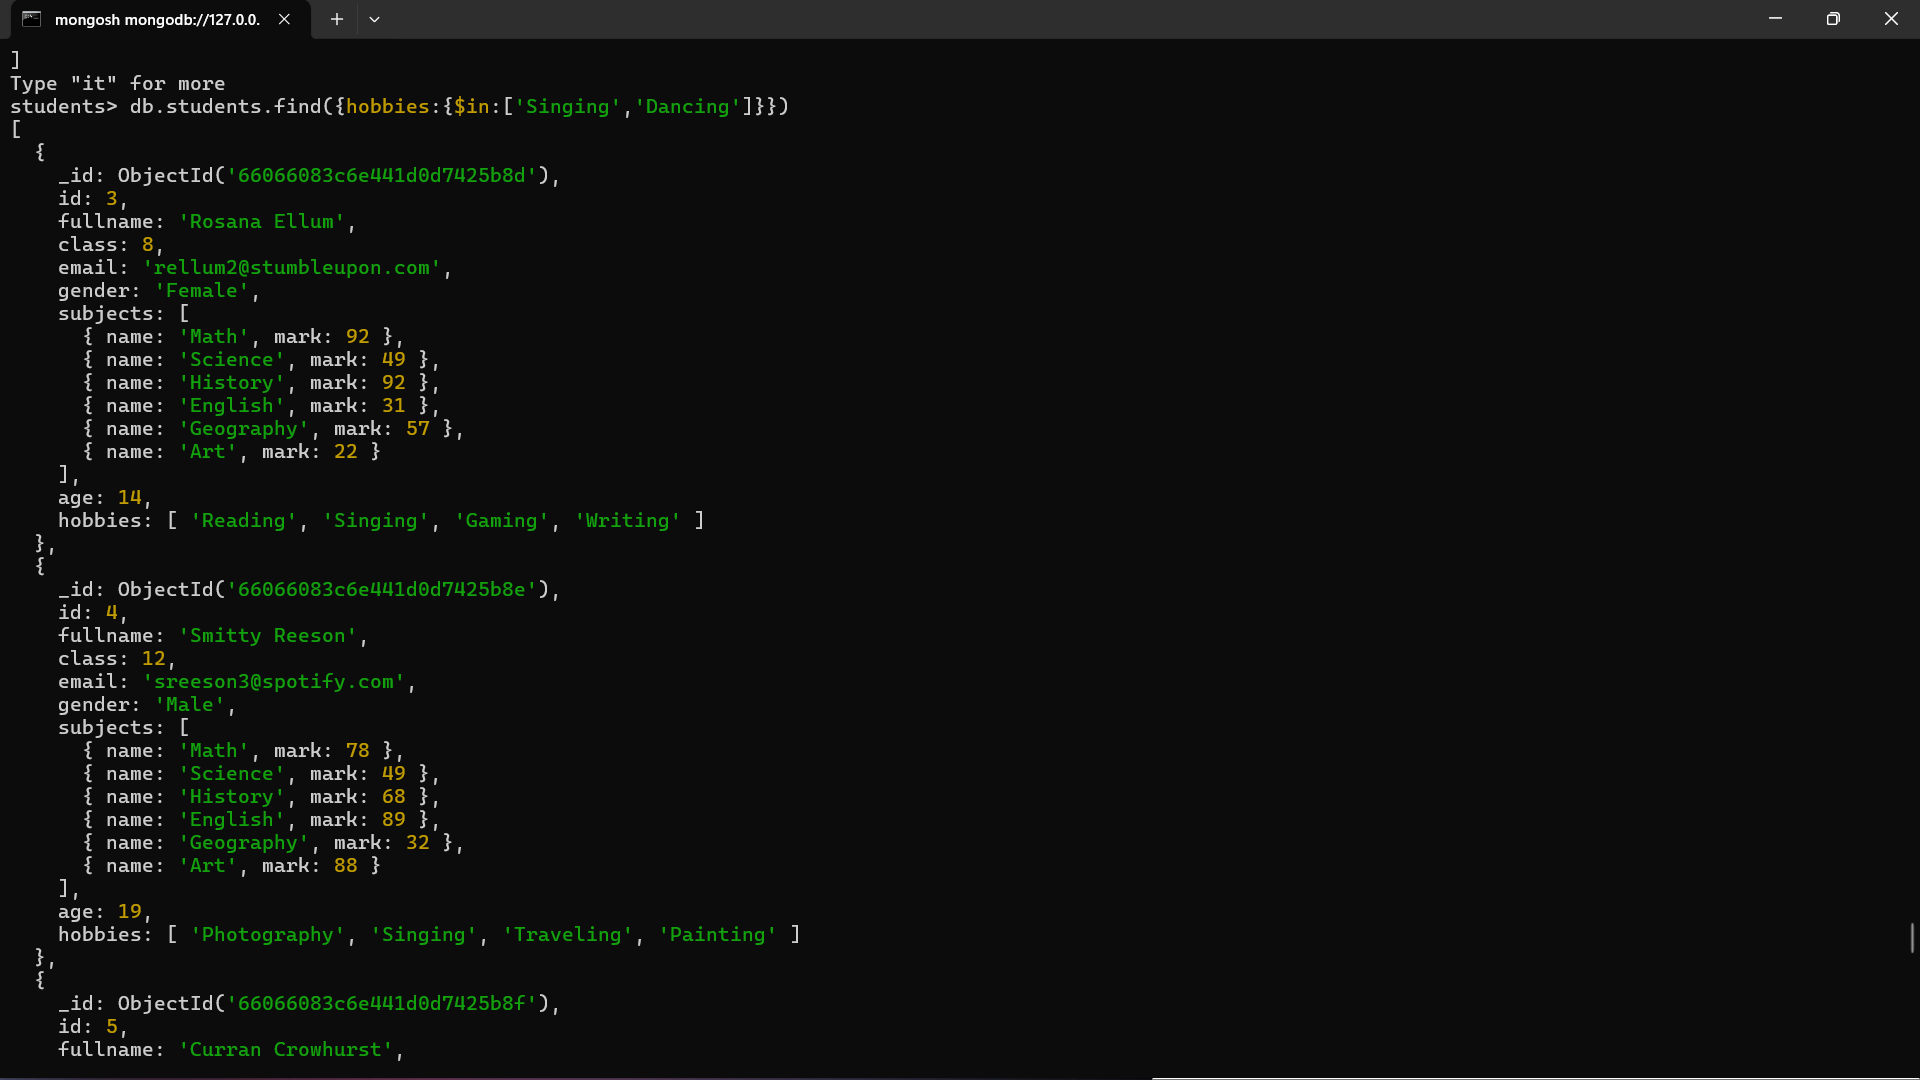 mongosh mongodb://127.0.0.
]
Type "it" for more
students> db.students.find({hobbies:{$in:['Singing','Dancing']}})
[
  {
    _id: ObjectId('66066083c6e441d0d7425b8d'),
    id: 3,
    fullname: 'Rosana Ellum',
    class: 8,
    email: 'rellum2@stumbleupon.com',
    gender: 'Female',
    subjects: [
      { name: 'Math', mark: 92 },
      { name: 'Science', mark: 49 },
      { name: 'History', mark: 92 },
      { name: 'English', mark: 31 },
      { name: 'Geography', mark: 57 },
      { name: 'Art', mark: 22 }
    ],
    age: 14,
    hobbies: [ 'Reading', 'Singing', 'Gaming', 'Writing' ]
  },
  {
    _id: ObjectId('66066083c6e441d0d7425b8e'),
    id: 4,
    fullname: 'Smitty Reeson',
    class: 12,
    email: 'sreeson3@spotify.com',
    gender: 'Male',
    subjects: [
      { name: 'Math', mark: 78 },
      { name: 'Science', mark: 49 },
      { name: 'History', mark: 68 },
      { name: 'English', mark: 89 },
      { name: 'Geography', mark: 32 },
      { name: 'Art', mark: 88 }
    ],
    age: 19,
    hobbies: [ 'Photography', 'Singing', 'Traveling', 'Painting' ]
  },
  {
    _id: ObjectId('66066083c6e441d0d7425b8f'),
    id: 5,
    fullname: 'Curran Crowhurst',